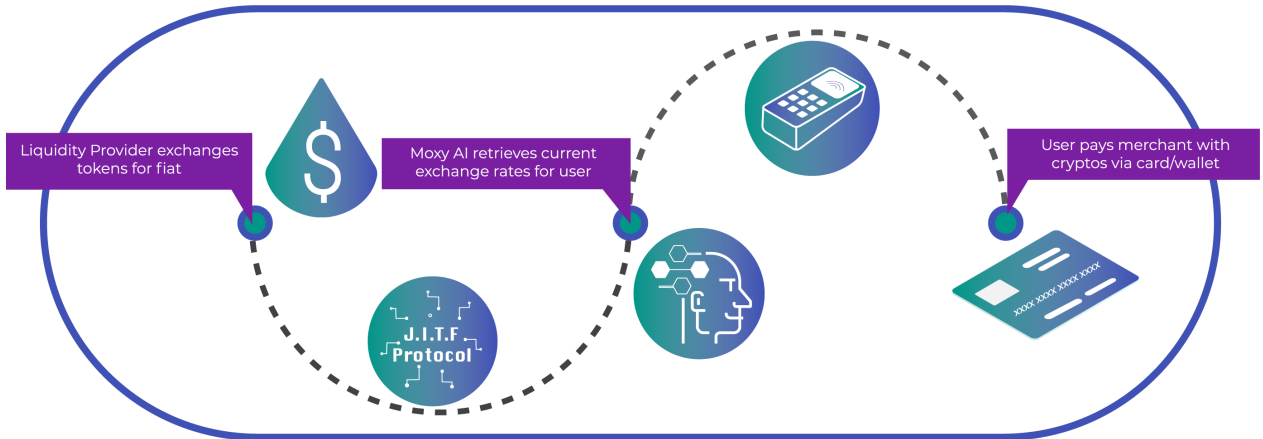 Liquidity Provider exchanges
tokens for fiat
Moxy AI retrieves current
exchange rates for user
User pays merchant with
cryptos via card/wallet
$
J.I.T.F
Protocol
XXXX XXXX XXXX XXXX